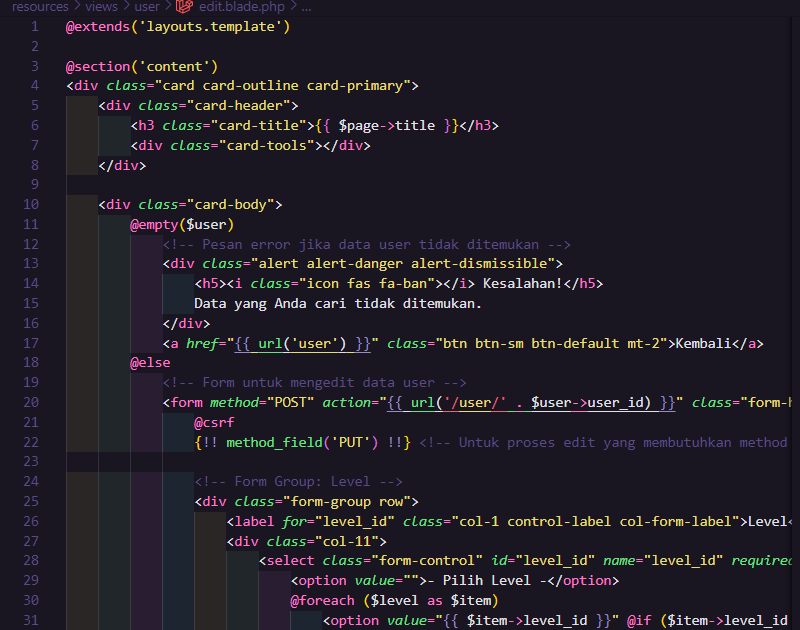 resources > views > user > edit.blade.php > ...
1 @extends('layouts.template')
2
3 @section('content')
4 <div class="card card-outline card-primary">
5 <div class="card-header">
6 <h3 class="card-title">{{ $page->title }}</h3>
7 <div class="card-tools"></div>
8 </div>
9
10 <div class="card-body">
11 @empty($user)
12 <!-- Pesan error jika data user tidak ditemukan -->
13 <div class="alert alert-danger alert-dismissible">
14 <h5><i class="icon fas fa-ban"></i> Kesalahan!</h5>
15 Data yang Anda cari tidak ditemukan.
16 </div>
17 <a href="{{ url('user') }}" class="btn btn-sm btn-default mt-2">Kembali</a>
18 @else
19 <!-- Form untuk mengedit data user -->
20 <form method="POST" action="{{ url('/user/' . $user->user_id) }}" class="form-h
21 @csrf
22 {!! method_field('PUT') !!} <!-- Untuk proses edit yang membutuhkan method
23
24 <!-- Form Group: Level -->
25 <div class="form-group row">
26 <label for="level_id" class="col-1 control-label col-form-label">Level<
27 <div class="col-11">
28 <select class="form-control" id="level_id" name="level_id" required
29 <option value="">- Pilih Level -</option>
30 @foreach ($level as $item)
31 <option value="{{ $item->level_id }}" @if ($item->level_id